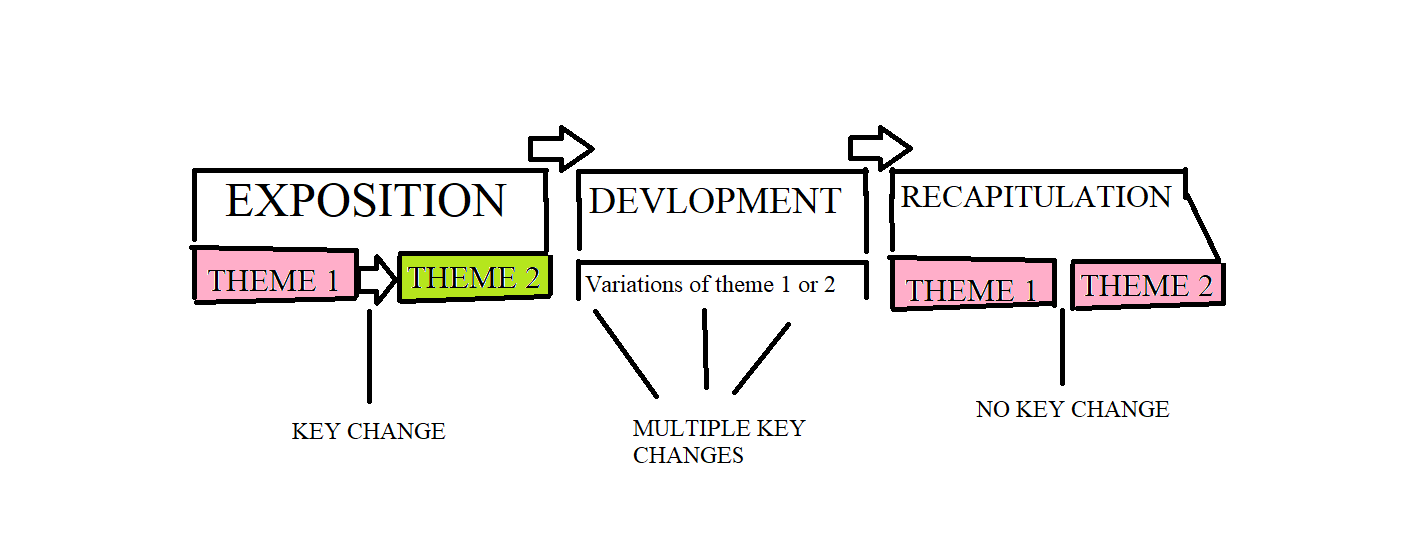 EXPOSITION
DEVLOPMENT
RECAPITULATION
THEME 1
THEME 2
Variations of theme 1 or 2
THEME 1
THEME 2
KEY CHANGE
MULTIPLE KEY
CHANGES
NO KEY CHANGE